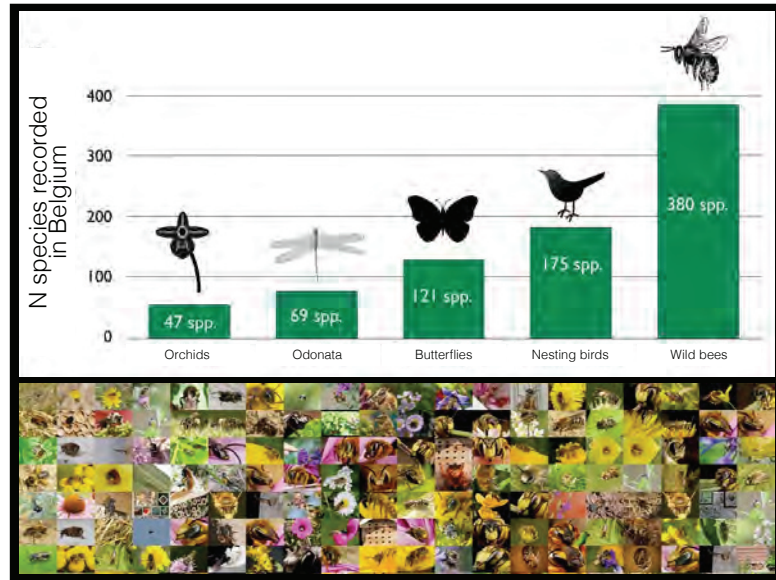 N species recorded
in Belgium
400
300
200
100
0
47 spp.
69 spp.
121 spp.
175 spp.
380 spp.
Orchids
Odonata
Butterflies
Nesting birds
Wild bees